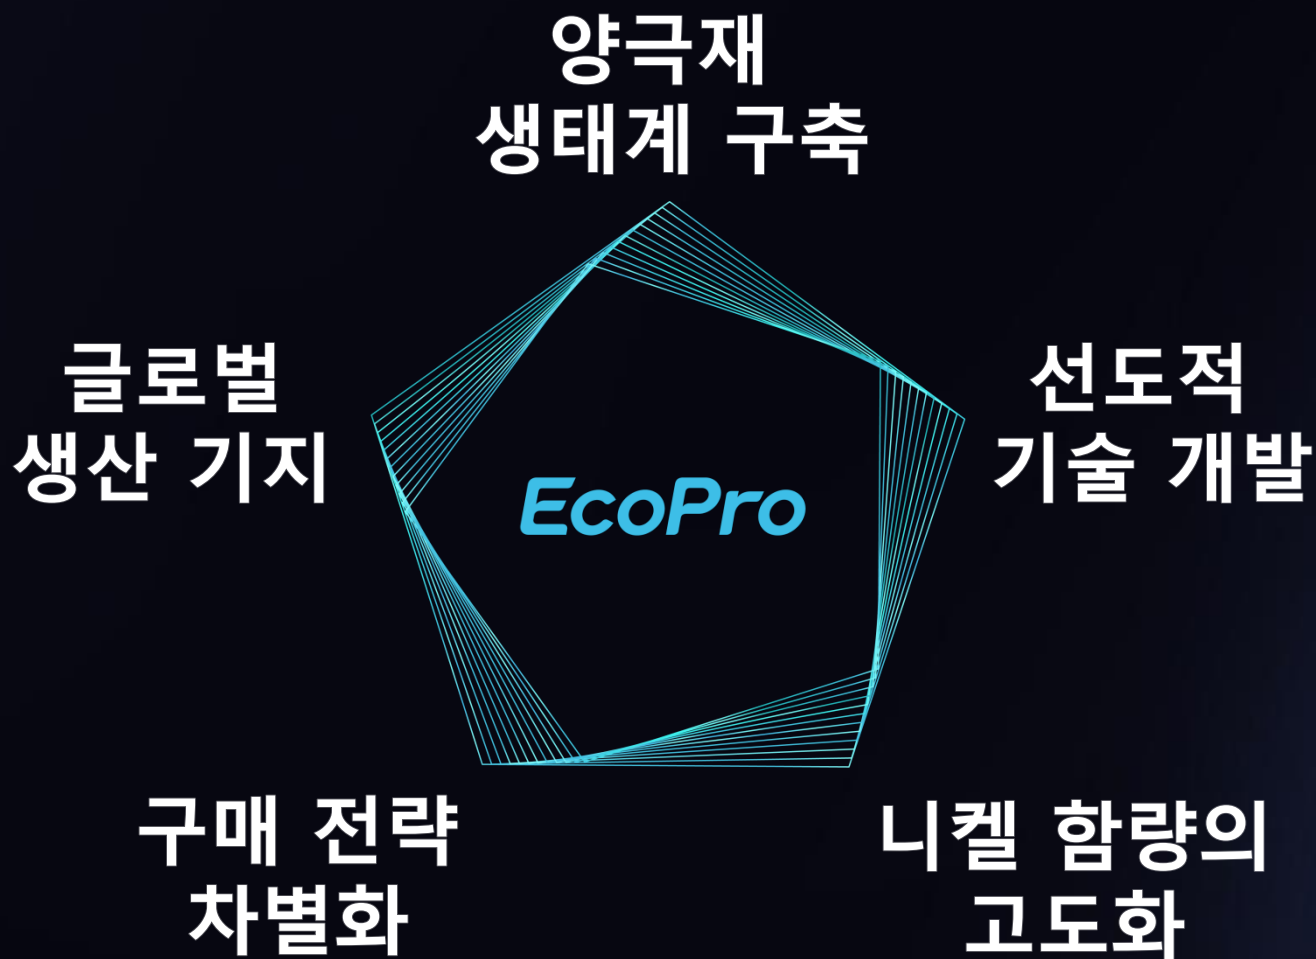 양극재
생태계 구축
글로벌
생산 기지
선도적
기술 개발
EcoPro
구매 전략
차별화
니켈 함량의
고도화